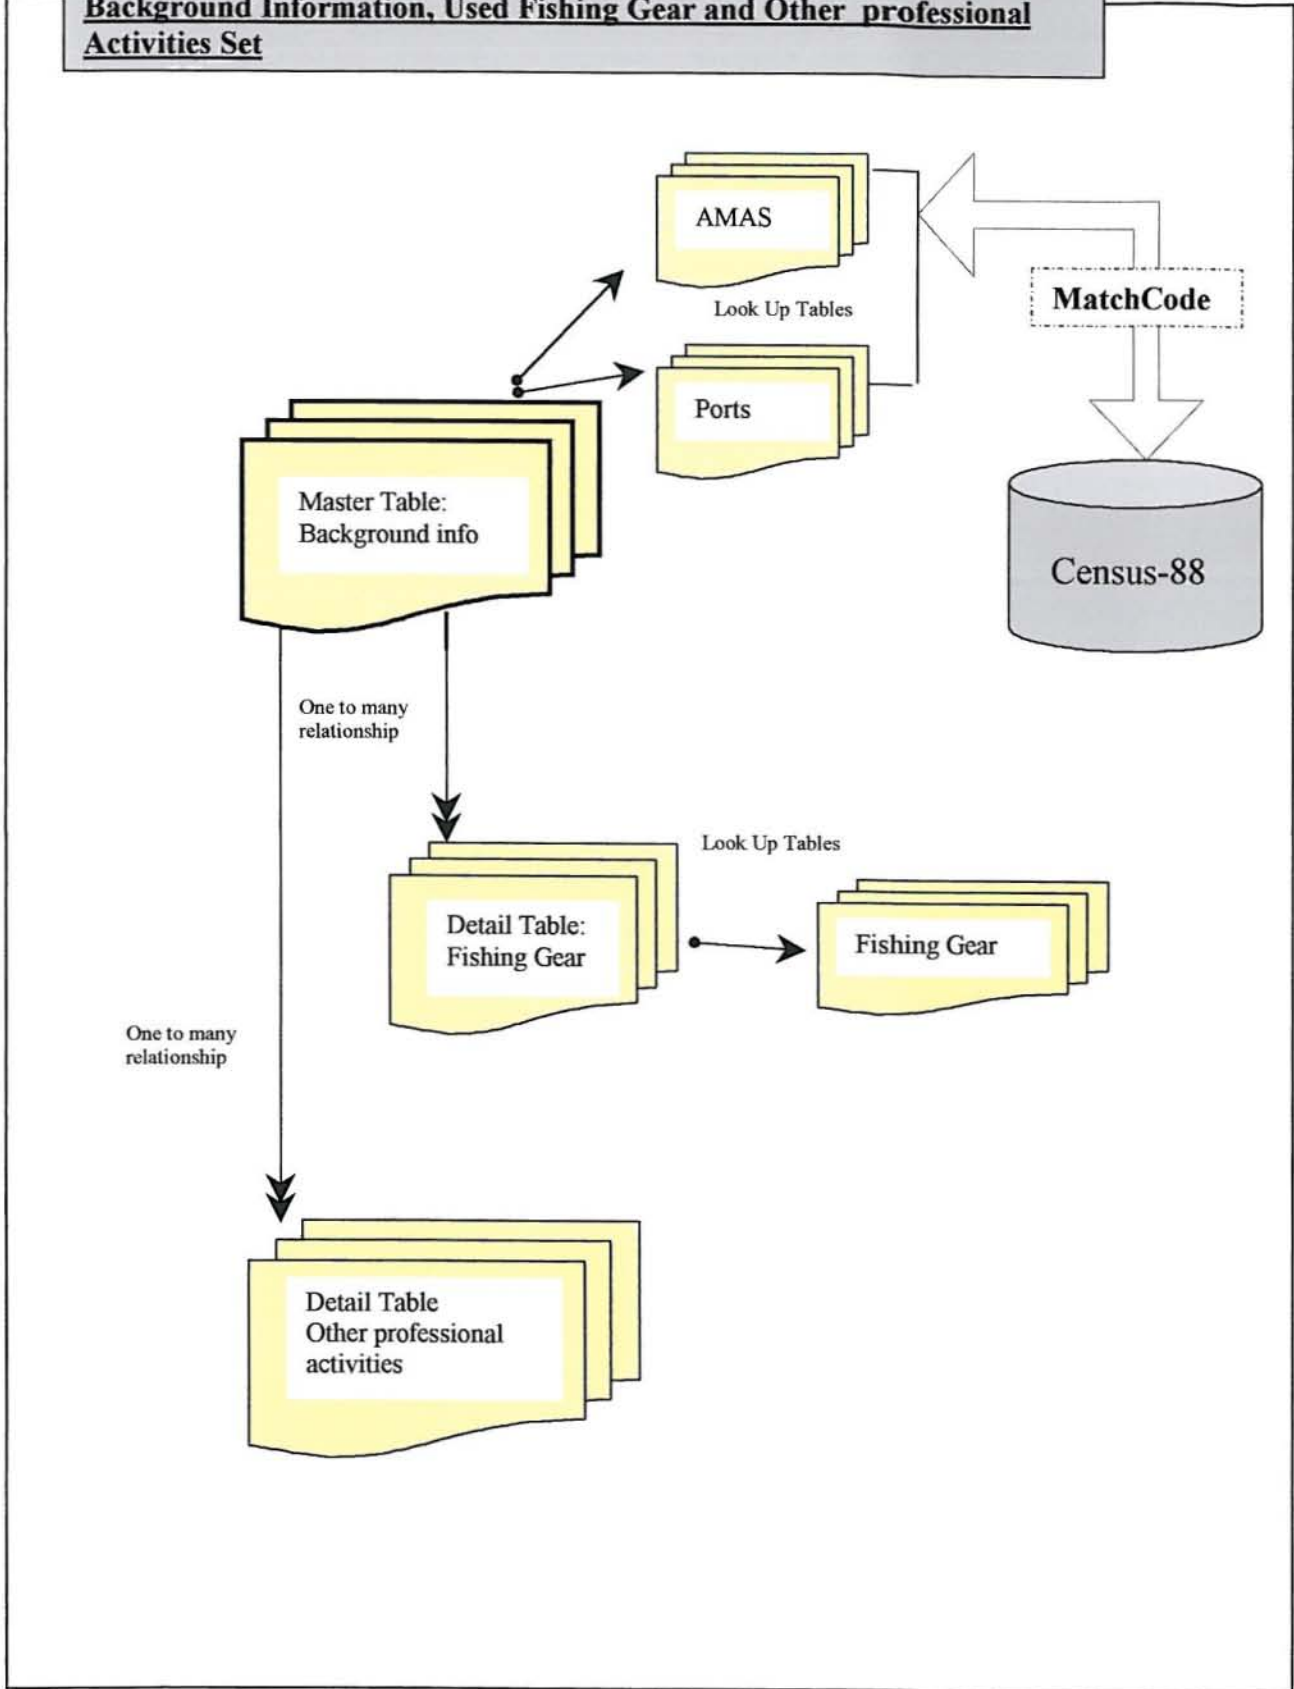 Background Information, Used Fishing Gear and Other professional
Activities Set
AMAS
Look Up Tables
MatchCode
Ports
Master Table:
Background info
Census-88
One to many
relationship
Look Up Tables
Detail Table:
Fishing Gear
Fishing Gear
One to many
relationship
Detail Table
Other professional
activities